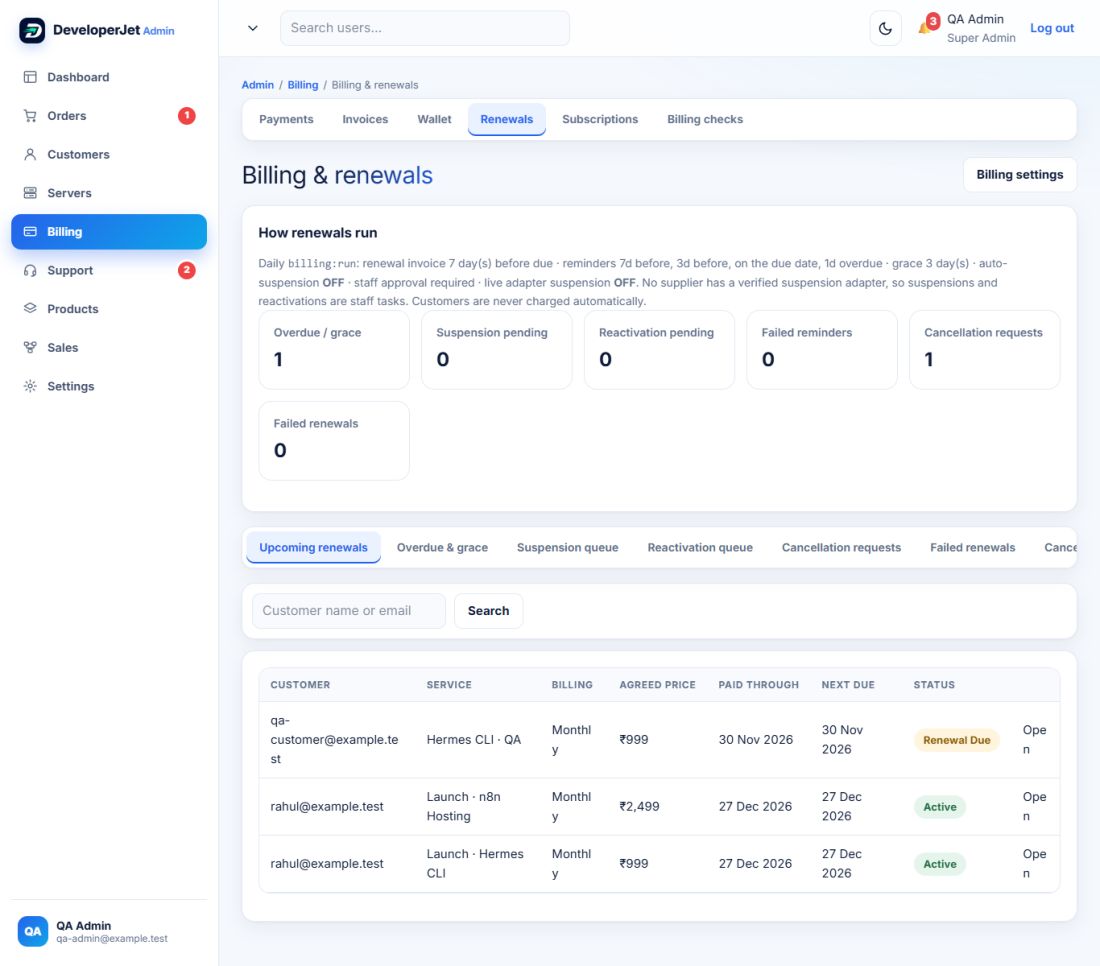 DeveloperJet Admin
Dashboard
Orders 1
Customers
Servers
Billing
Support 2
Products
Sales
Settings
QA
QA Admin
qa-admin@example.test
Search users...
3
QA Admin
Super Admin
Log out
Admin / Billing / Billing & renewals
Payments Invoices Wallet Renewals Subscriptions Billing checks
Billing & renewals
Billing settings
How renewals run
Daily billing:run: renewal invoice 7 day(s) before due · reminders 7d before, 3d before, on the due date, 1d overdue · grace 3 day(s) · auto-
suspension OFF · staff approval required · live adapter suspension OFF. No supplier has a verified suspension adapter, so suspensions and
reactivations are staff tasks. Customers are never charged automatically.
Overdue / grace
1
Suspension pending
0
Reactivation pending
0
Failed reminders
0
Cancellation requests
1
Failed renewals
0
Upcoming renewals Overdue & grace Suspension queue Reactivation queue Cancellation requests Failed renewals Cance
Customer name or email
Search
CUSTOMER SERVICE BILLING AGREED PRICE PAID THROUGH NEXT DUE STATUS
qa-
customer@example.te
st
Hermes CLI · QA
Monthl
y
₹999
30 Nov 2026
30 Nov
2026
Renewal Due
Ope
n
rahul@example.test
Launch · n8n
Hosting
Monthl
y
₹2,499
27 Dec 2026
27 Dec
2026
Active
Ope
n
rahul@example.test
Launch · Hermes
CLI
Monthl
y
₹999
27 Dec 2026
27 Dec
2026
Active
Ope
n